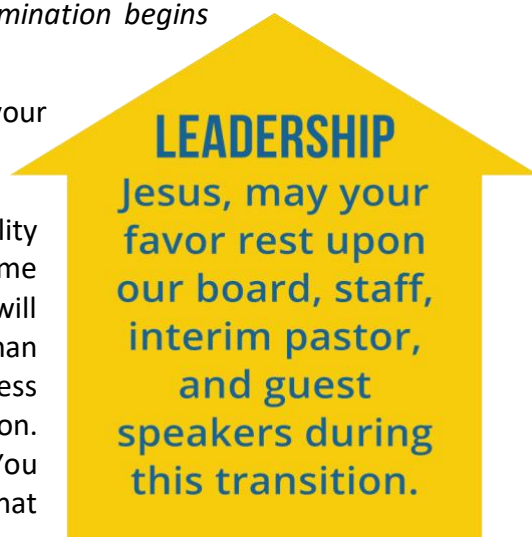 mination begins
your
LEADERSHIP
Jesus, may your
favor rest upon
our board, staff,
interim pastor,
and guest
speakers during
this transition.
lity
me
will
nan
ess
on.
You
hat